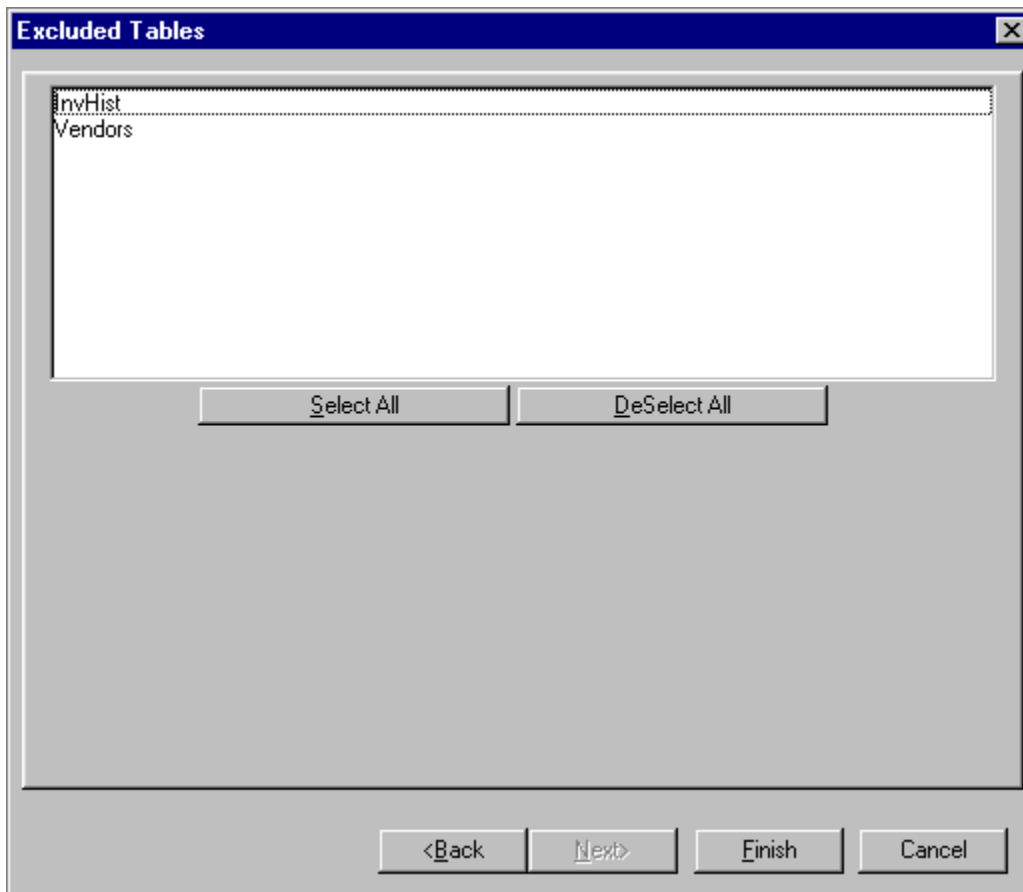 Excluded Tables
InvHist
Vendors
Select All DeSelect All
<Back Next> Finish Cancel